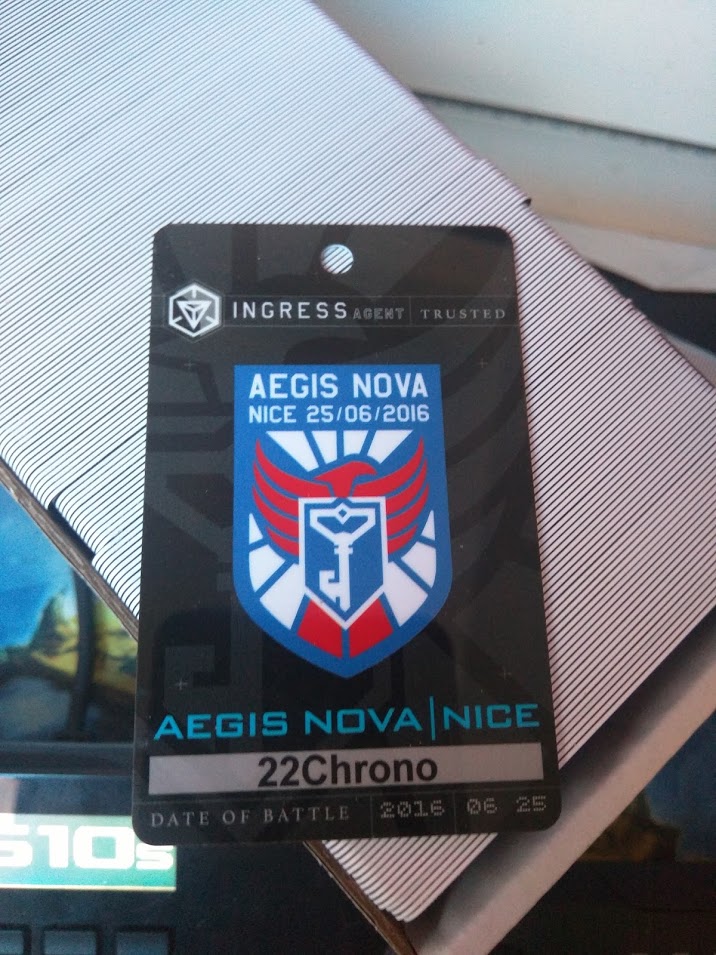 INGRESS AGENT TRUSTED
AEGIS NOVA
NICE 25/06/2016
AEGIS NOVA|NICE
22Chrono
DATE OF BATTLE 2016 06 25
510s